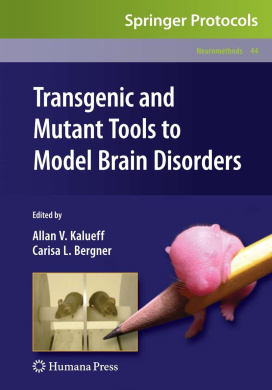 Springer Protocols
Neuromethods 44
Transgenic and
Mutant Tools to
Model Brain Disorders
Edited by
Allan V. Kalueff
Carisa L. Bergner
Humana Press